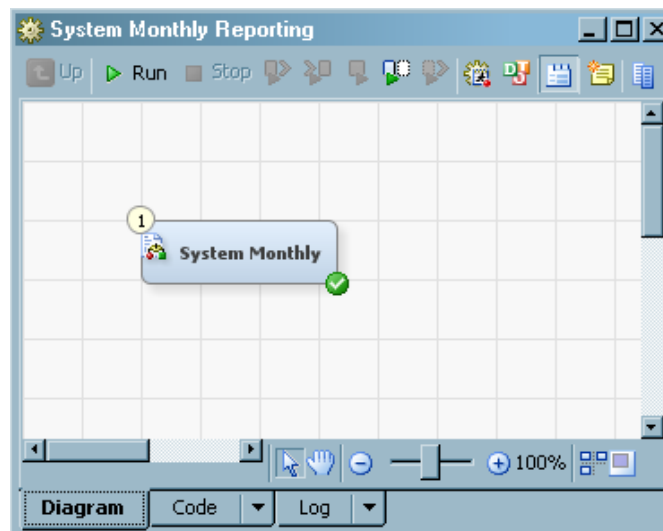 System Monthly Reporting
Up Run Stop
1
System Monthly
100%
Diagram Code Log